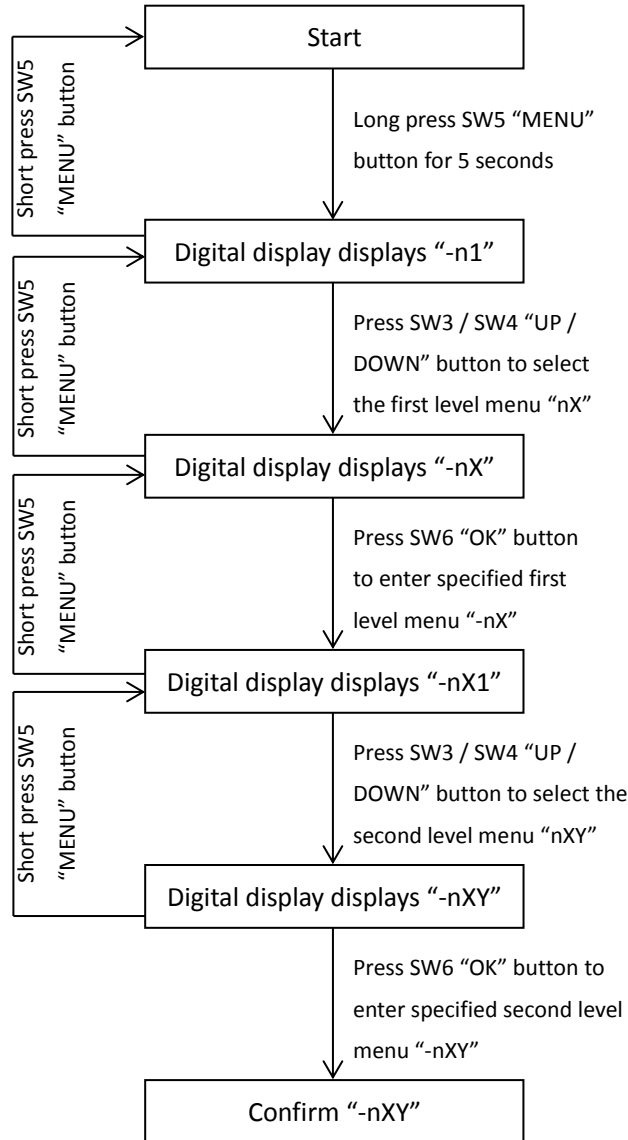 Start
Short press SW5
“MENU” button
Long press SW5 “MENU”
button for 5 seconds
Digital display displays “-n1”
Short press SW5
“MENU” button
Press SW3 / SW4 “UP /
DOWN” button to select
the first level menu “nX”
Digital display displays “-nX”
Short press SW5
“MENU” button
Press SW6 “OK” button
to enter specified first
level menu “-nX”
Digital display displays “-nX1”
Short press SW5
“MENU” button
Press SW3 / SW4 “UP /
DOWN” button to select the
second level menu “nXY”
Digital display displays “-nXY”
Press SW6 “OK” button to
enter specified second level
menu “-nXY”
Confirm “-nXY”